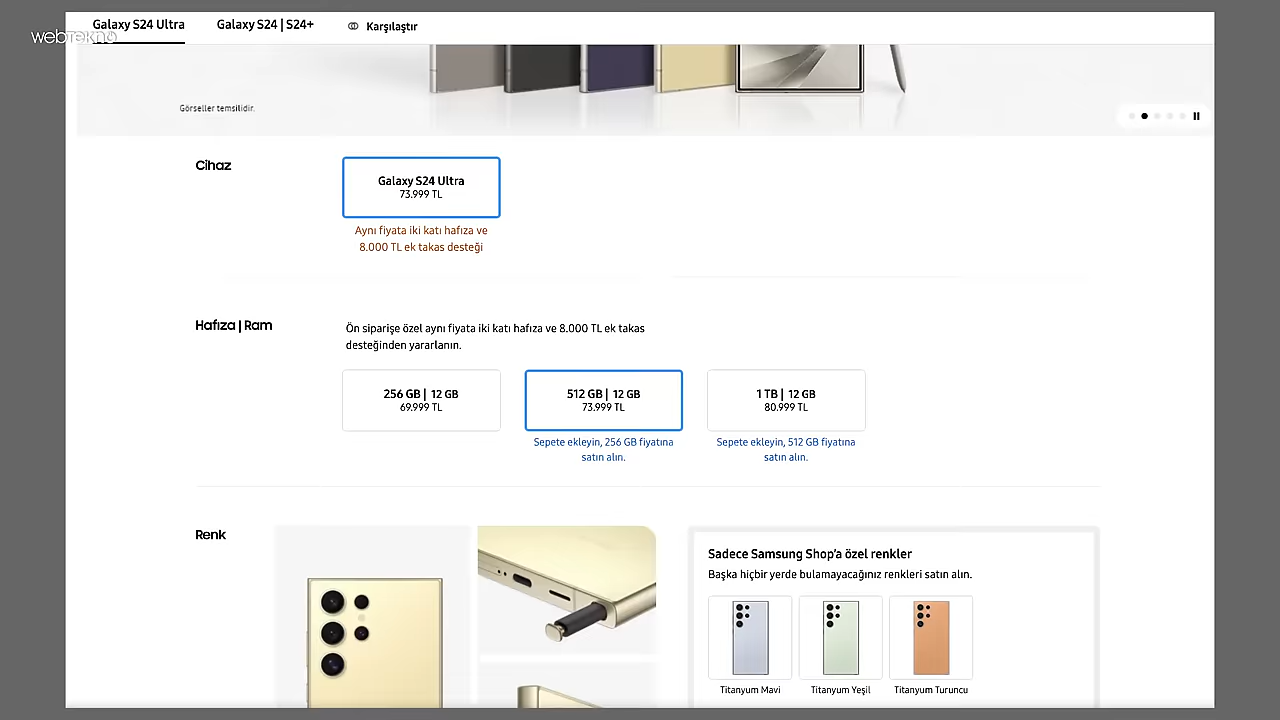 webtekno
Galaxy S24 Ultra
Galaxy S24 | S24+
Karşılaştır
Görseller temsilidir.
Cihaz
Galaxy S24 Ultra
73.999 TL
Aynı fiyata iki katı hafıza ve
8.000 TL ek takas desteği
Hafıza | Ram
Ön siparişe özel aynı fiyata iki katı hafıza ve 8.000 TL ek takas
desteğinden yararlanın.
256 GB | 12 GB
69.999 TL
512 GB | 12 GB
73.999 TL
Sepete ekleyin, 256 GB fiyatına
satın alın.
1 TB | 12 GB
80.999 TL
Sepete ekleyin, 512 GB fiyatına
satın alın.
Renk
Sadece Samsung Shop'a özel renkler
Başka hiçbir yerde bulamayacağınız renkleri satın alın.
Titanyum Mavi
Titanyum Yeşil
Titanyum Turuncu